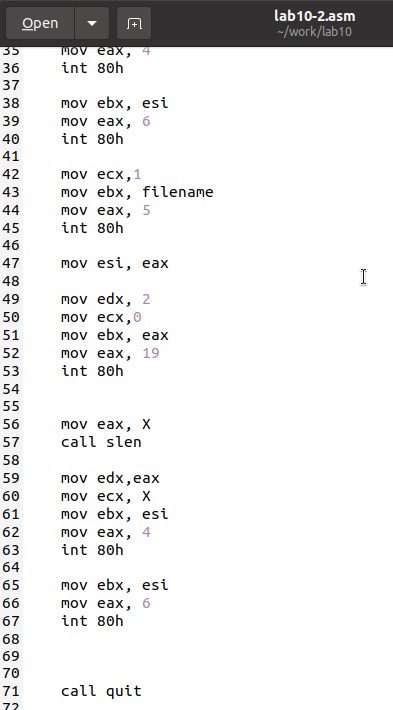 Open
lab10-2.asm
~/work/lab10
35 mov eax, 4
36 int 80h
37
38 mov ebx, esi
39 mov eax, 6
40 int 80h
41
42 mov ecx,1
43 mov ebx, filename
44 mov eax, 5
45 int 80h
46
47 mov esi, eax
48
49 mov edx, 2
50 mov ecx,0
51 mov ebx, eax
52 mov eax, 19
53 int 80h
54
55
56 mov eax, X
57 call slen
58
59 mov edx,eax
60 mov ecx, X
61 mov ebx, esi
62 mov eax, 4
63 int 80h
64
65 mov ebx, esi
66 mov eax, 6
67 int 80h
68
69
70
71 call quit
72